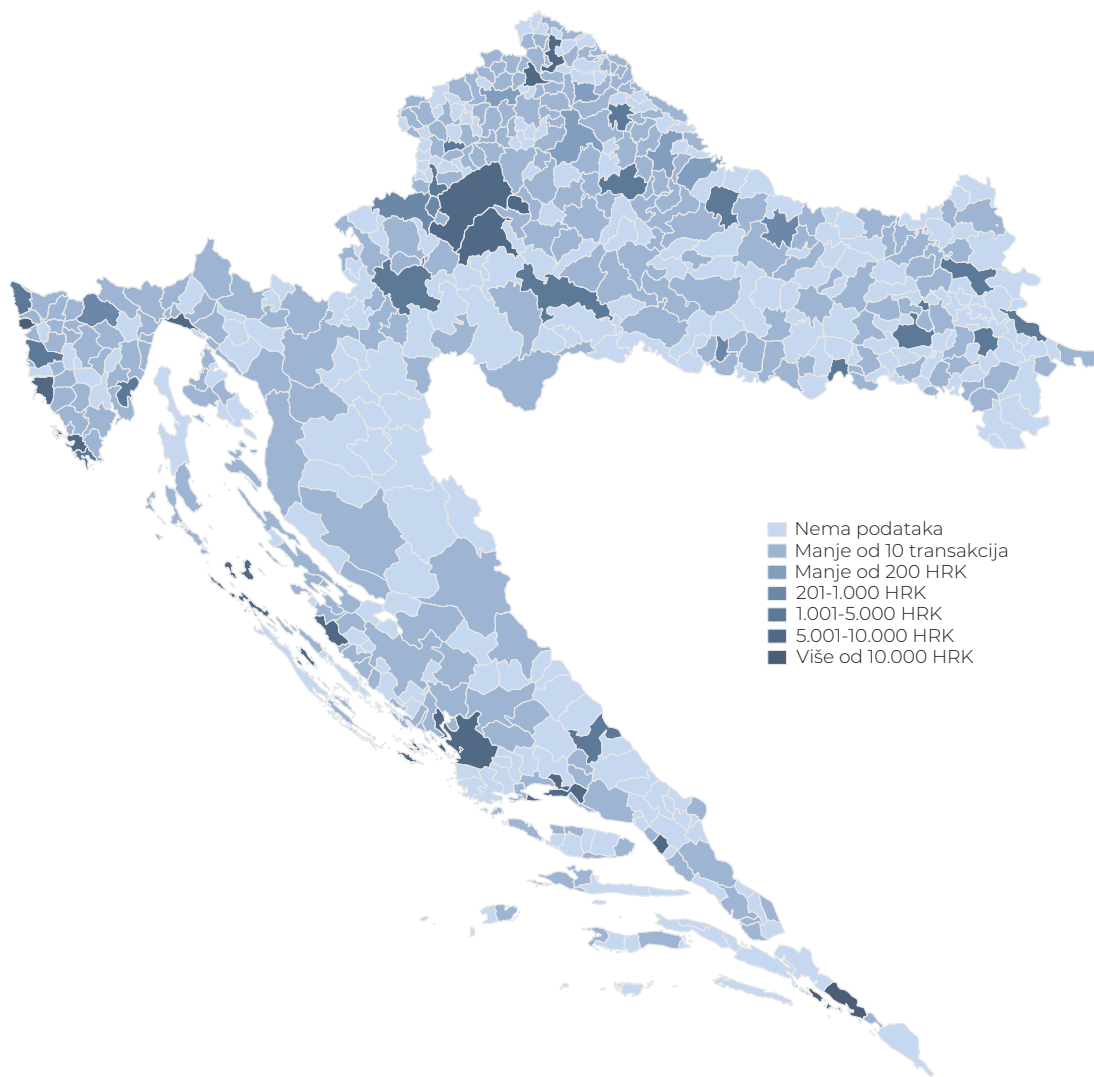 Nema podataka
Manje od 10 transakcija
Manje od 200 HRK
201-1.000 HRK
1.001-5.000 HRK
5.001-10.000 HRK
Više od 10.000 HRK